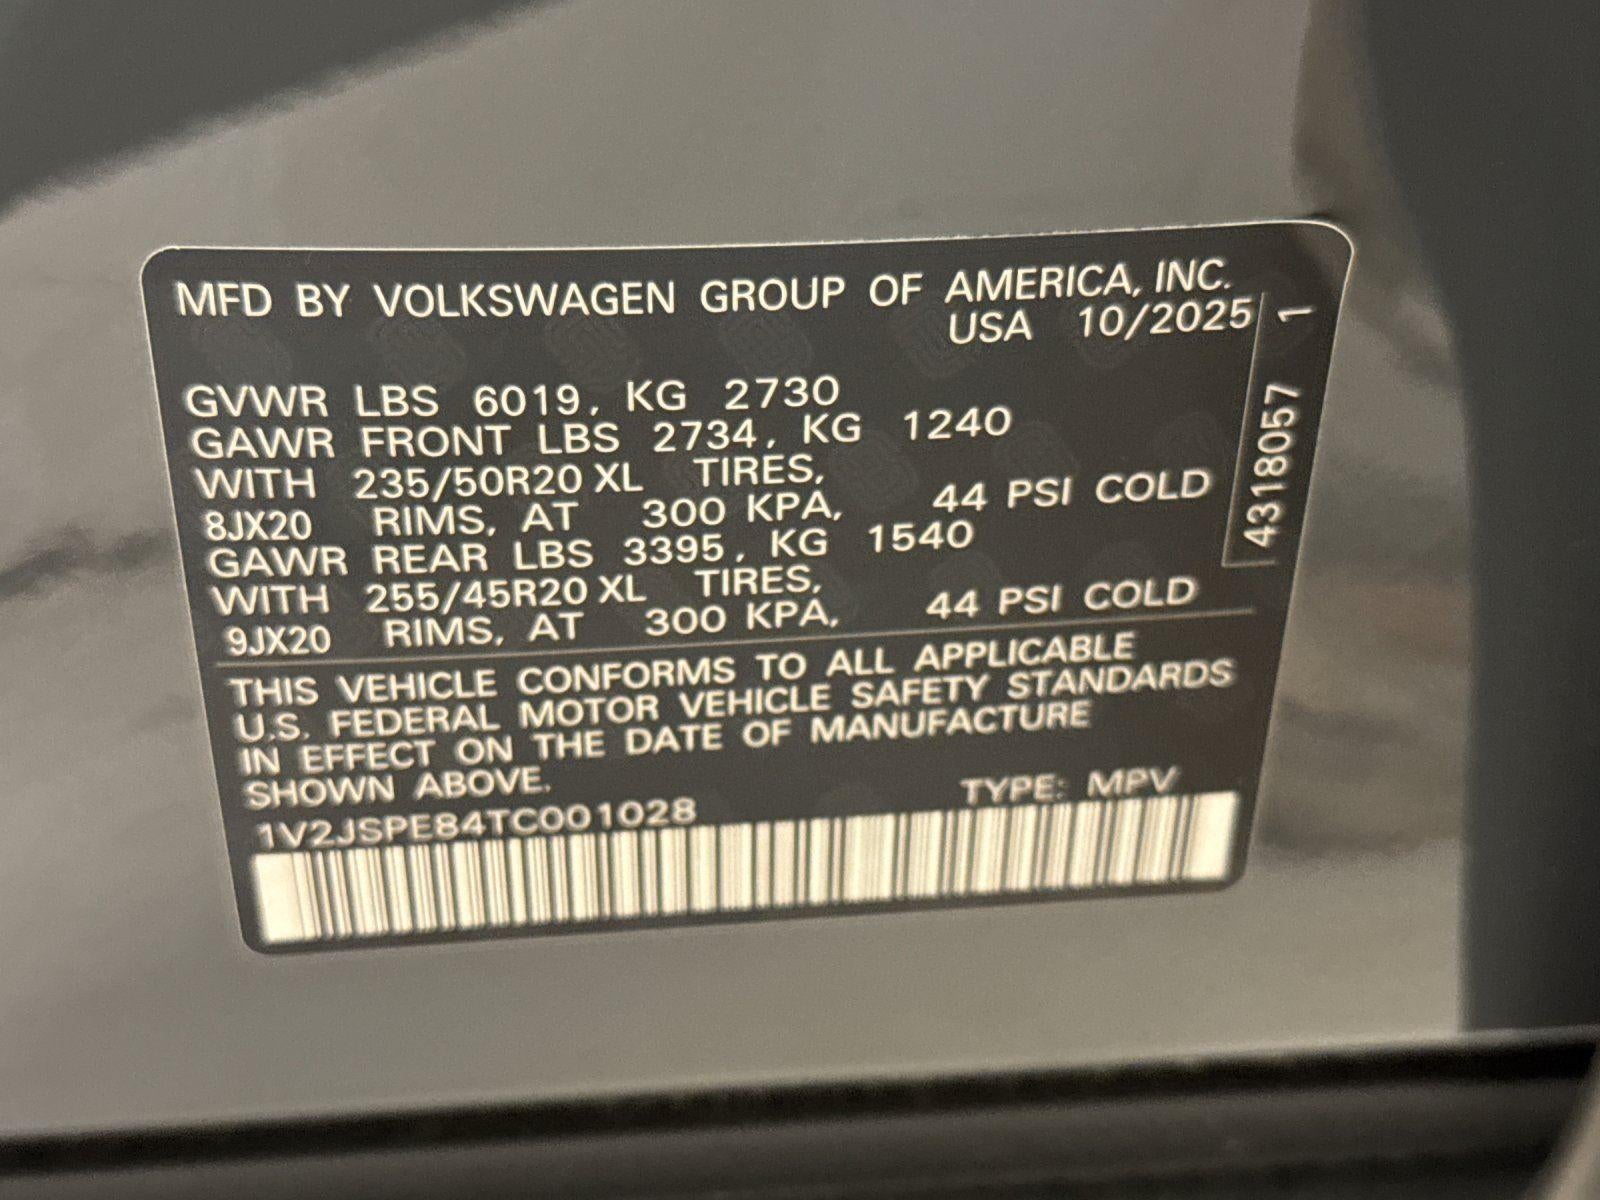 MFD BY VOLKSWAGEN GROUP OF AMERICA, INC.
USA 10/2025
GVWR LBS 6019, KG 2730
GAWR FRONT LBS 2734, KG 1240
WITH 235/50R20 XL TIRES,
8JX20 RIMS, AT 300 KPA, 44 PSI COLD
GAWR REAR LBS 3395, KG 1540
WITH 255/45R20 XL TIRES,
9JX20 RIMS, AT 300 KPA, 44 PSI COLD
THIS VEHICLE CONFORMS TO ALL APPLICABLE
U.S. FEDERAL MOTOR VEHICLE SAFETY STANDARDS
IN EFFECT ON THE DATE OF MANUFACTURE
SHOWN ABOVE.
TYPE: MPV
1V2JSPE84TC001028
4318057 1